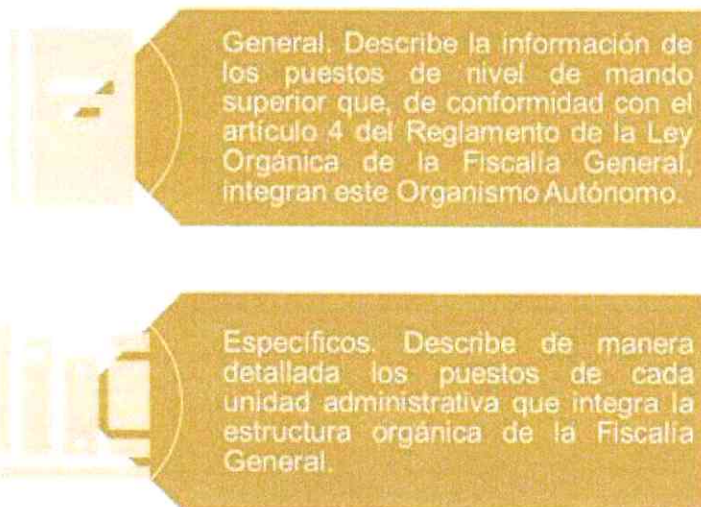 General. Describe la información de
los puestos de nivel de mando
superior que, de conformidad con el
artículo 4 del Reglamento de la Ley
Orgánica de la Fiscalía General,
integran este Organismo Autónomo.
Específicos. Describe de manera
detallada los puestos de cada
unidad administrativa que integra la
estructura orgánica de la Fiscalía
General.